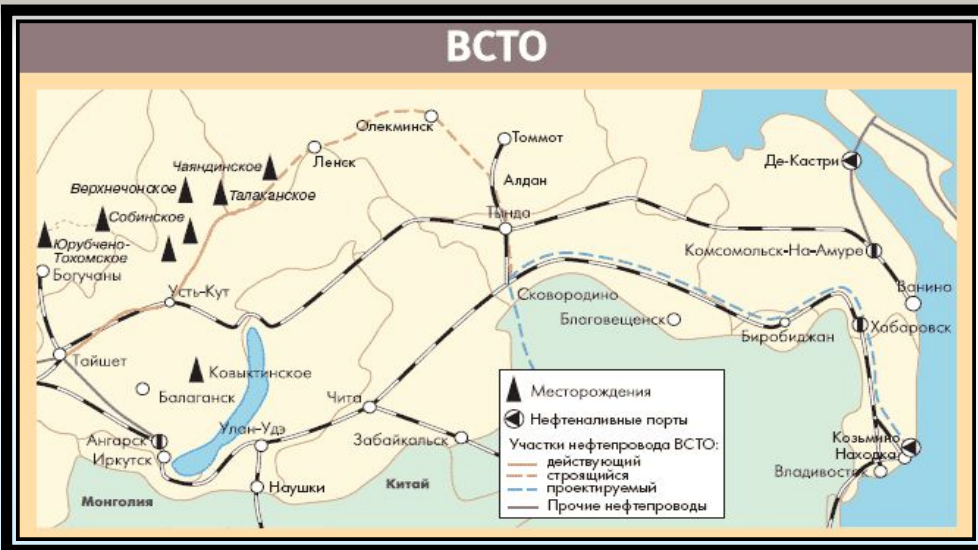 ВСТО
Олекминск
Томмот
Ленск
Де-Кастри
Чаяндинское
Алдан
Верхнечонское
Талаканское
Собинское
Тында
Юрубчено-
Тохомское
Комсомольск-На-Амуре
Богучаны
Усть-Кут
Сковородино
Ванино
Благовещенск
Хабаровск
Биробиджан
Тайшет
Ковыктинское
Балаганск
Чита
Улан-Удэ
Забайкальск
Ангарск
Иркутск
Козьмино
Находка
Владивосток
Наушки
Китай
Монголия
Месторождения
Нефтеналивные порты
Участки нефтепровода ВСТО:
действующий
строящийся
проектируемый
Прочие нефтепроводы